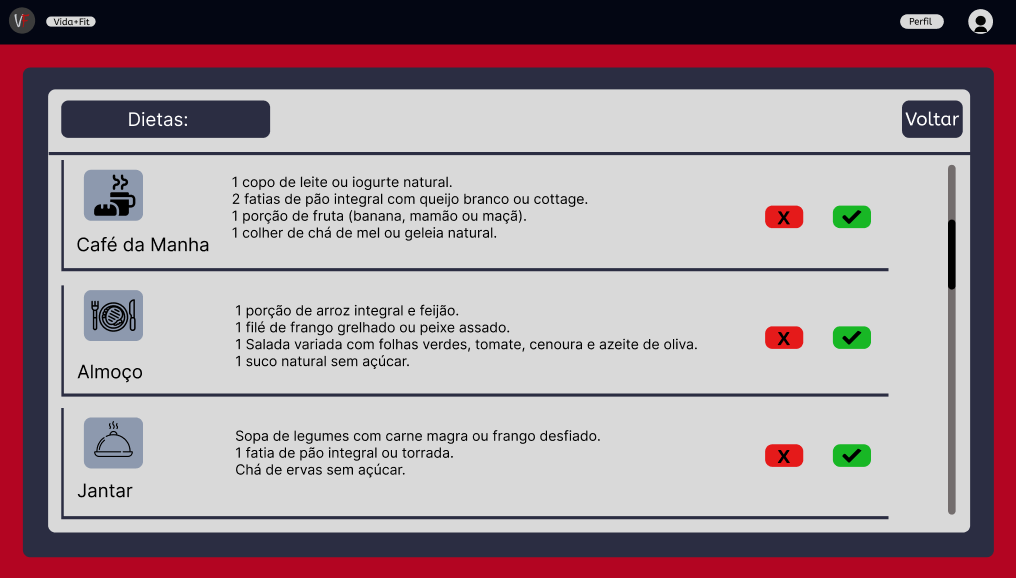 V+
Vida+Fit
Perfil
Dietas:
Voltar
1 copo de leite ou iogurte natural.
2 fatias de pão integral com queijo branco ou cottage.
1 porção de fruta (banana, mamão ou maçã).
1 colher de chá de mel ou geleia natural.
Café da Manha
X
1 porção de arroz integral e feijão.
1 filé de frango grelhado ou peixe assado.
1 Salada variada com folhas verdes, tomate, cenoura e azeite de oliva.
1 suco natural sem açúcar.
Almoço
X
Sopa de legumes com carne magra ou frango desfiado.
1 fatia de pão integral ou torrada.
Chá de ervas sem açúcar.
Jantar
X